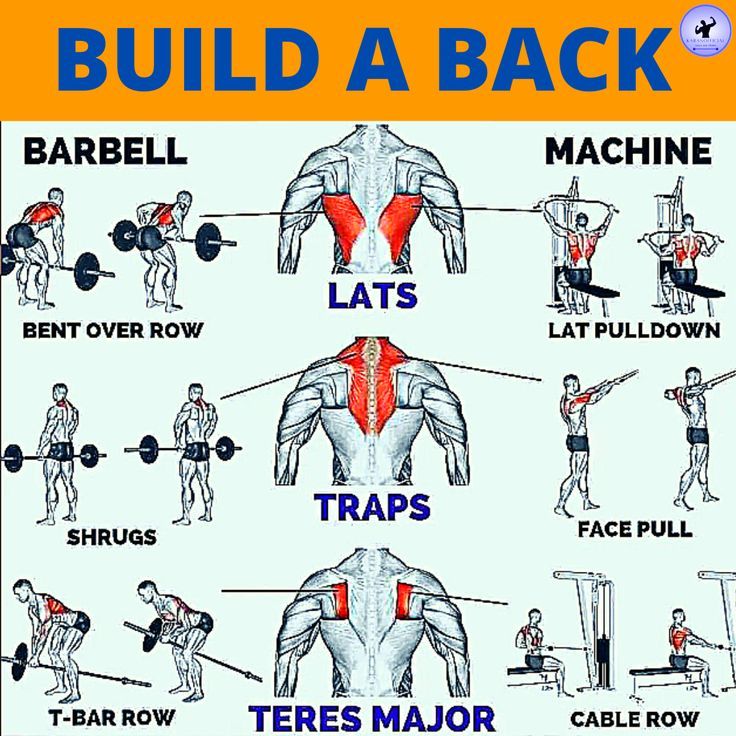 BUILD A BACK
BARBELL
MACHINE
BENT OVER ROW
LATS
LAT PULLDOWN
SHRUGS
TRAPS
FACE PULL
T-BAR ROW
TERES MAJOR
CABLE ROW